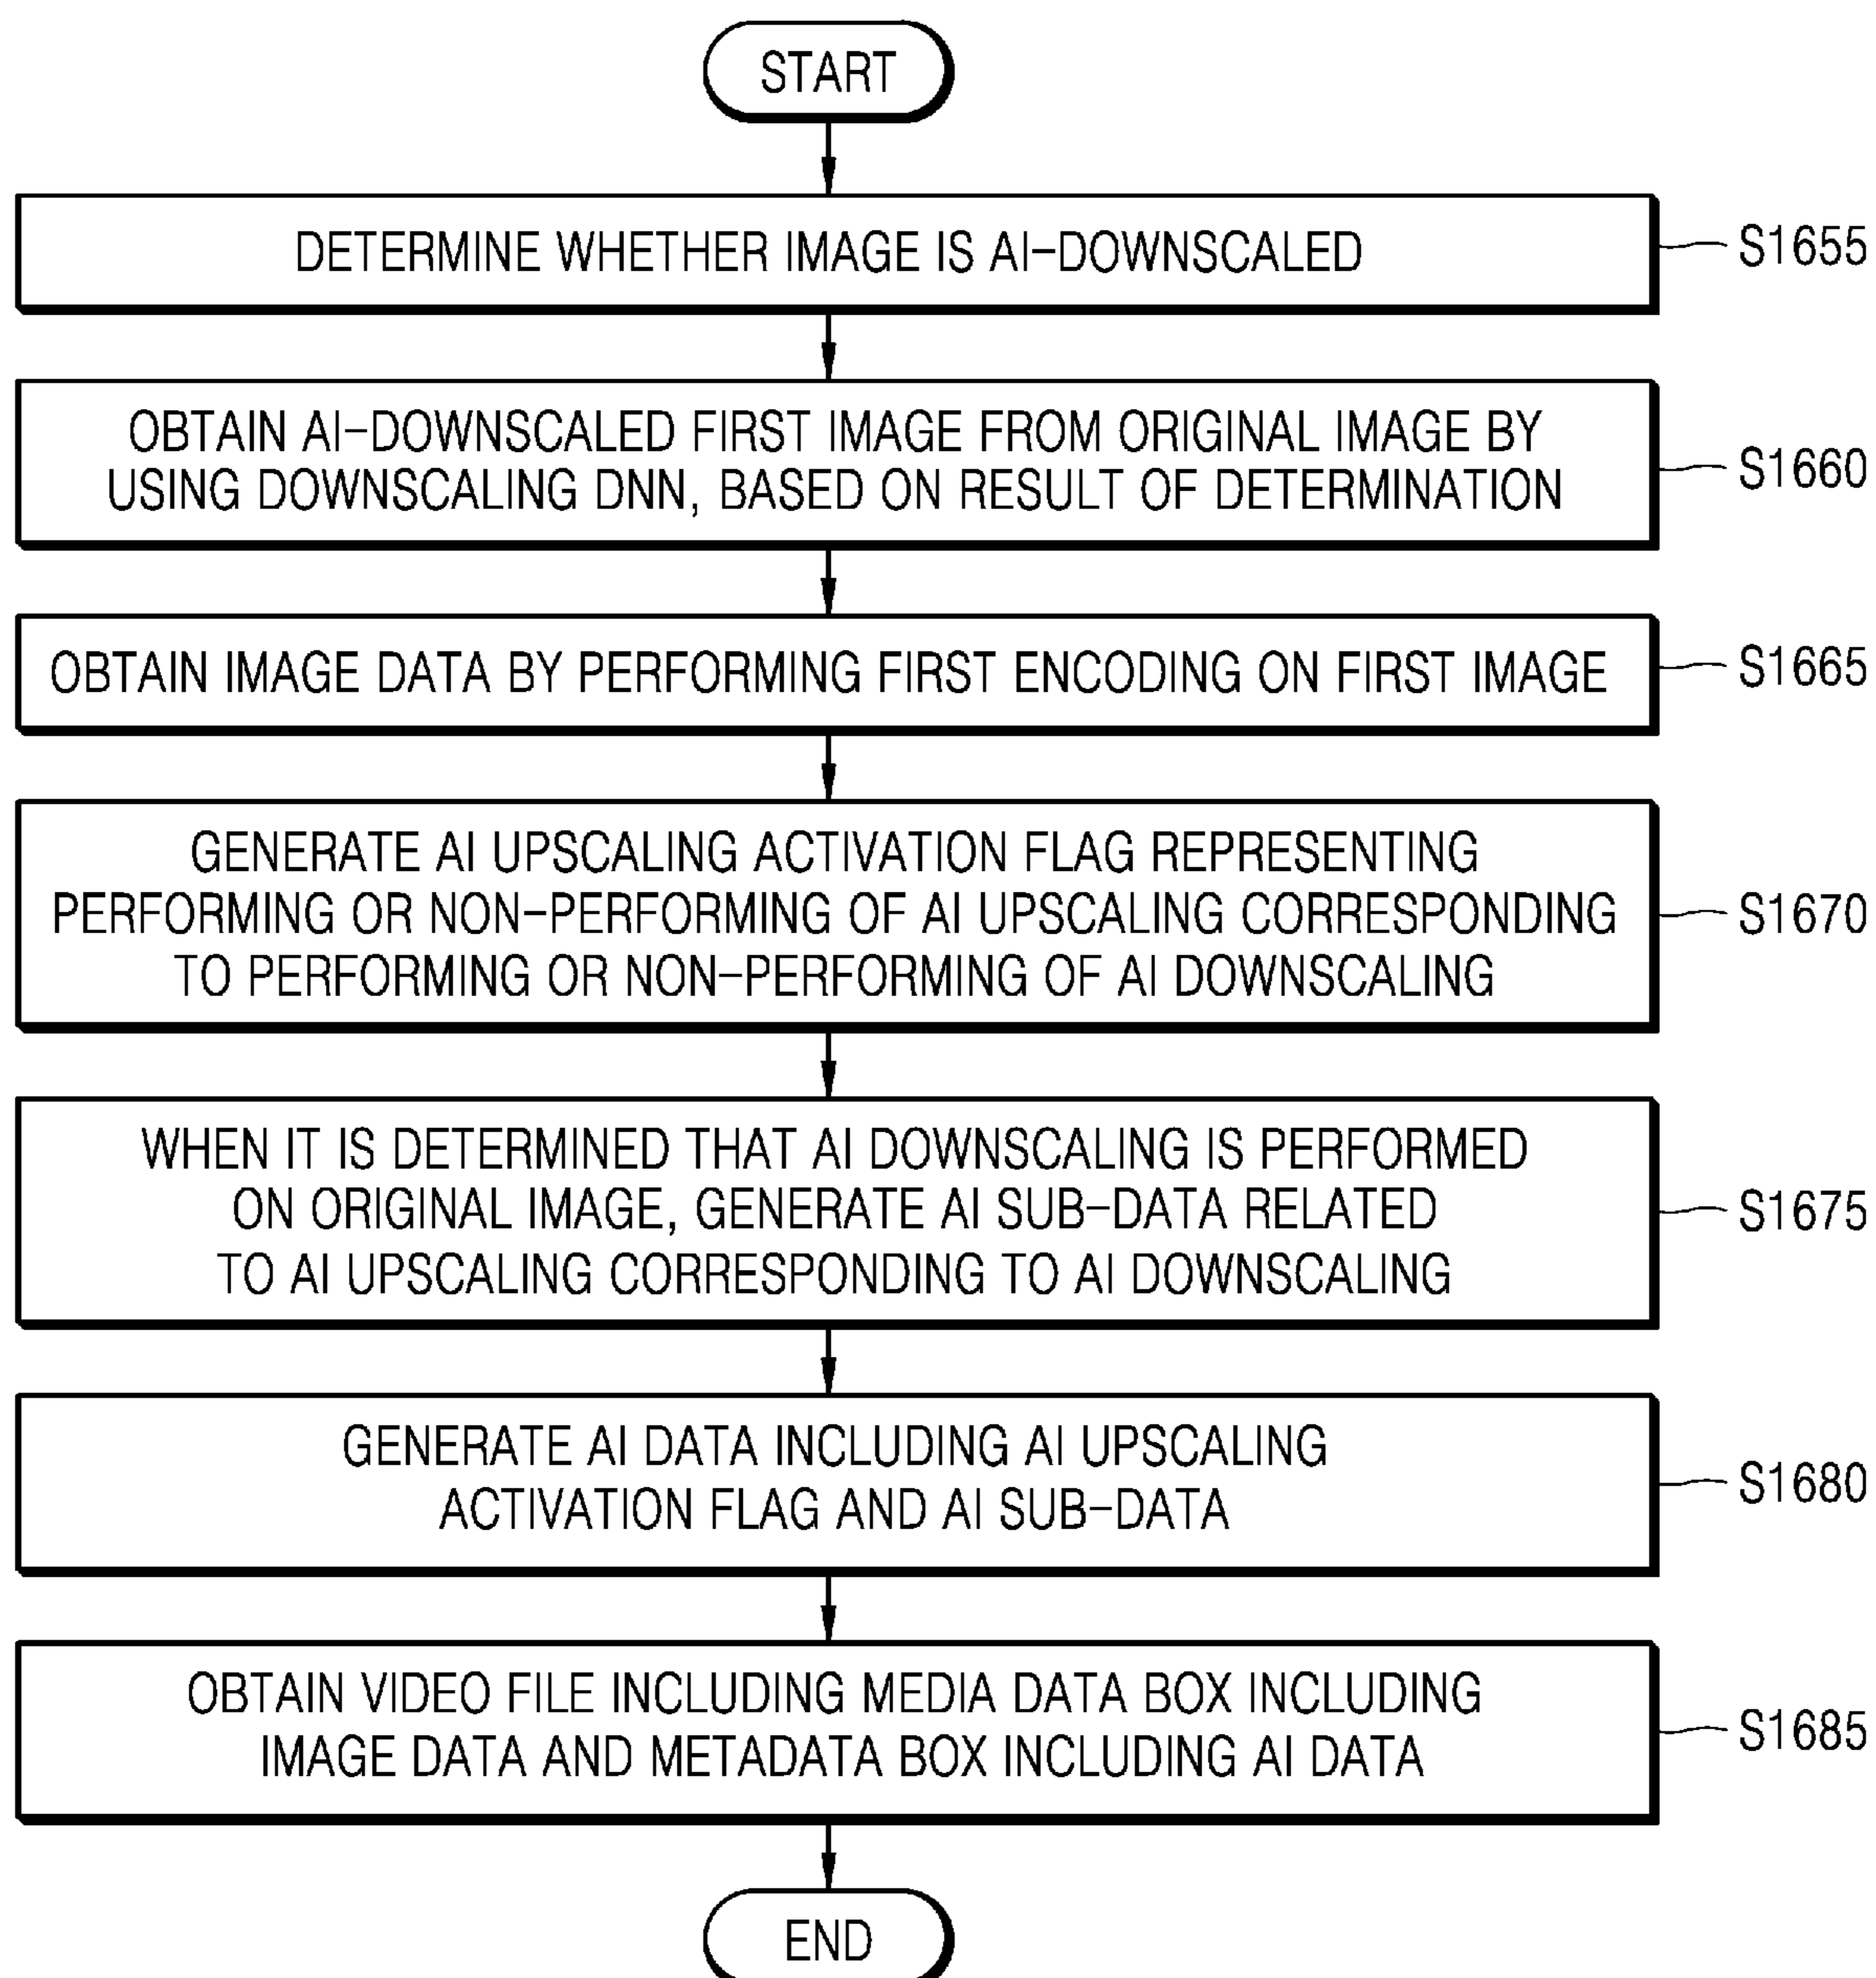 START
DETERMINE WHETHER IMAGE IS AI-DOWNSCALED
S1655
OBTAIN AI-DOWNSCALED FIRST IMAGE FROM ORIGINAL IMAGE BY
USING DOWNSCALING DNN, BASED ON RESULT OF DETERMINATION
S1660
OBTAIN IMAGE DATA BY PERFORMING FIRST ENCODING ON FIRST IMAGE
S1665
GENERATE AI UPSCALING ACTIVATION FLAG REPRESENTING
PERFORMING OR NON-PERFORMING OF AI UPSCALING CORRESPONDING
TO PERFORMING OR NON-PERFORMING OF AI DOWNSCALING
S1670
WHEN IT IS DETERMINED THAT AI DOWNSCALING IS PERFORMED
ON ORIGINAL IMAGE, GENERATE AI SUB-DATA RELATED
TO AI UPSCALING CORRESPONDING TO AI DOWNSCALING
S1675
GENERATE AI DATA INCLUDING AI UPSCALING
ACTIVATION FLAG AND AI SUB-DATA
S1680
OBTAIN VIDEO FILE INCLUDING MEDIA DATA BOX INCLUDING
IMAGE DATA AND METADATA BOX INCLUDING AI DATA
S1685
END